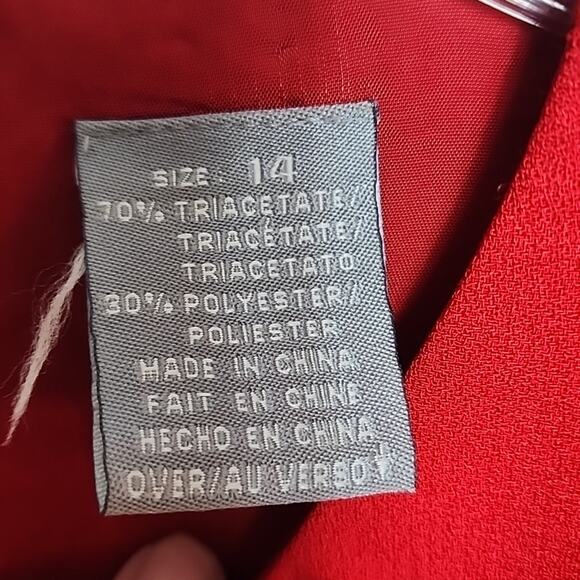 SIZE: 14
70% TRIACETATE/
TRIACÉTATE/
TRIACETATO
30% POLYESTER/
POLIESTER
MADE IN CHINA
FAIT EN CHINE
HECHO EN CHINA
OVER/AU VERSO